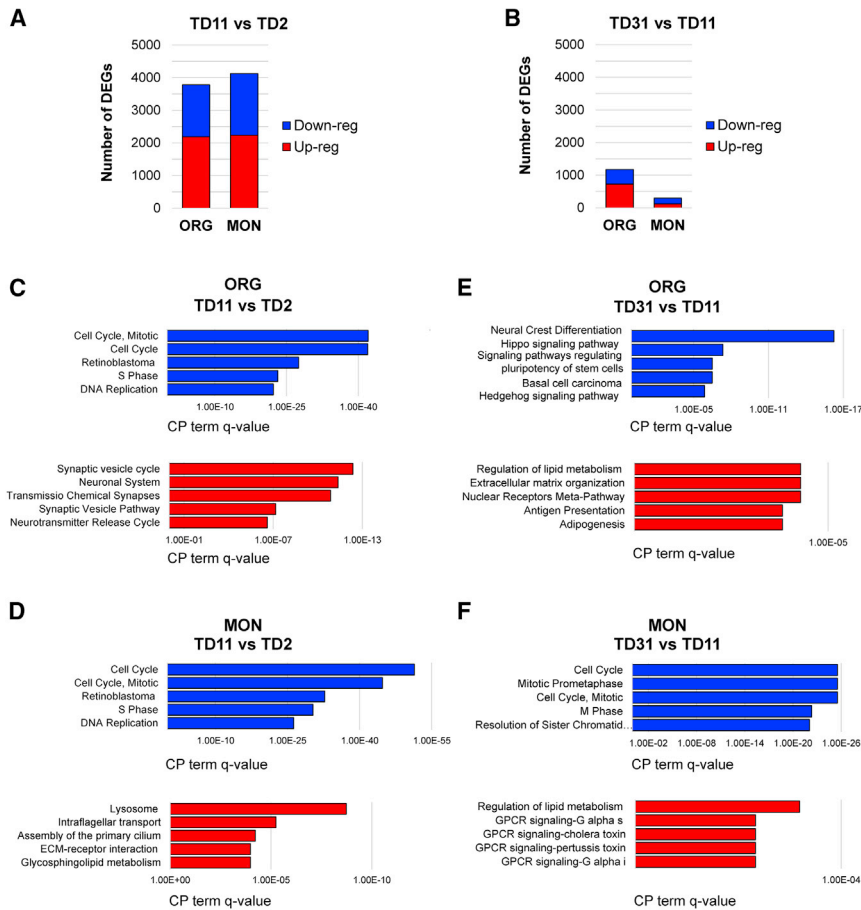 A
TD11 vs TD2
Number of DEGs
5000
4000
3000
2000
1000
0
ORG MON
Down-reg
Up-reg
B
TD31 vs TD11
Number of DEGs
5000
4000
3000
2000
1000
0
ORG MON
Down-reg
Up-reg
C
ORG
TD11 vs TD2
Cell Cycle, Mitotic
Cell Cycle
Retinoblastoma
S Phase
DNA Replication
1.00E-10 1.00E-25 1.00E-40
CP term q-value
Synaptic vesicle cycle
Neuronal System
Transmissio Chemical Synapses
Synaptic Vesicle Pathway
Neurotransmitter Release Cycle
1.00E-01 1.00E-07 1.00E-13
CP term q-value
E
ORG
TD31 vs TD11
Neural Crest Differentiation
Hippo signaling pathway
Signaling pathways regulating
pluripotency of stem cells
Basal cell carcinoma
Hedgehog signaling pathway
1.00E-05 1.00E-11 1.00E-17
CP term q-value
Regulation of lipid metabolism
Extracellular matrix organization
Nuclear Receptors Meta-Pathway
Antigen Presentation
Adipogenesis
1.00E-05
CP term q-value
D
MON
TD11 vs TD2
Cell Cycle
Cell Cycle, Mitotic
Retinoblastoma
S Phase
DNA Replication
1.00E-10 1.00E-25 1.00E-40 1.00E-55
CP term q-value
Lysosome
Intraflagellar transport
Assembly of the primary cilium
ECM-receptor interaction
Glycosphingolipid metabolism
1.00E+00 1.00E-05 1.00E-10
CP term q-value
F
MON
TD31 vs TD11
Cell Cycle
Mitotic Prometaphase
Cell Cycle, Mitotic
M Phase
Resolution of Sister Chromatid...
1.00E-02 1.00E-08 1.00E-14 1.00E-20 1.00E-26
CP term q-value
Regulation of lipid metabolism
GPCR signaling-G alpha s
GPCR signaling-cholera toxin
GPCR signaling-pertussis toxin
GPCR signaling-G alpha i
1.00E-04
CP term q-value